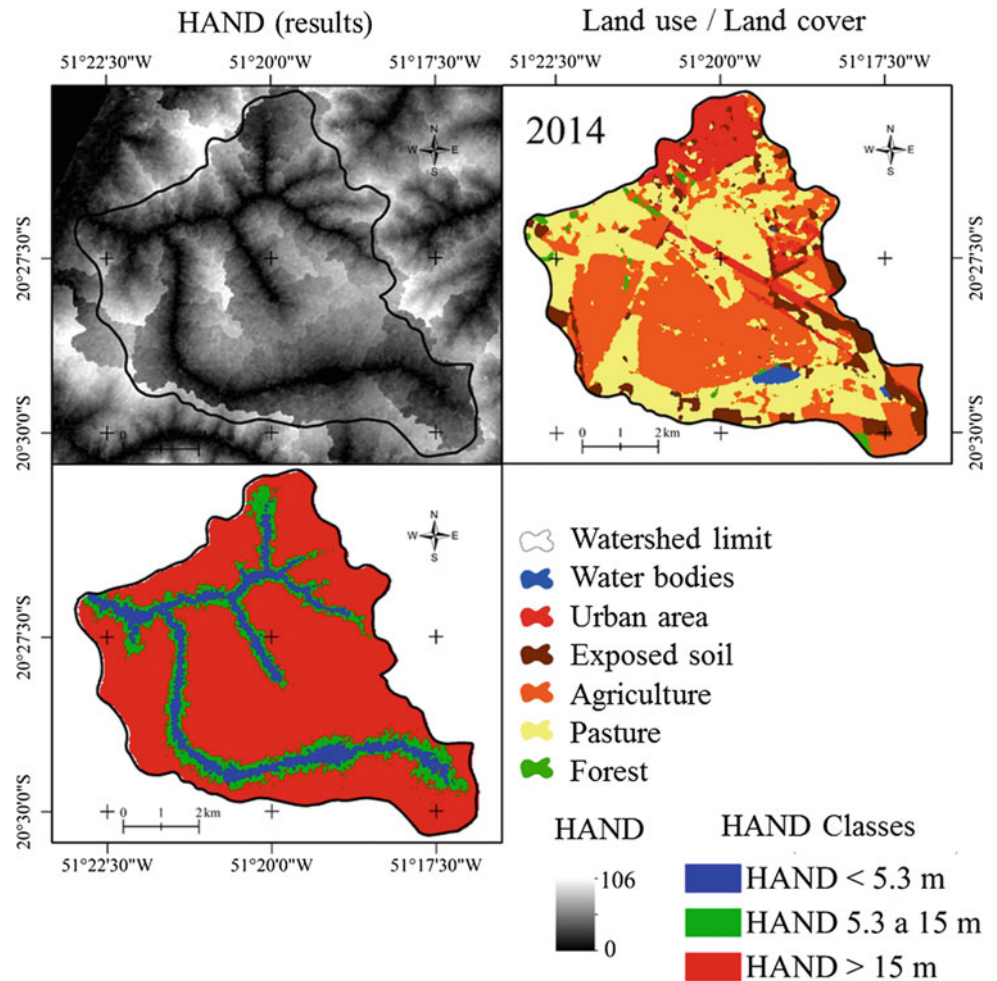 HAND (results)
Land use / Land cover
51°22'30"W 51°20'0"W 51°17'30"W
51°22'30"W 51°20'0"W 51°17'30"W
2014
N
W E
S
N
W E
S
20°27'30"S
20°27'30"S
20°30'0"S
20°30'0"S
0
0 1 2 km
N
W E
S
20°27'30"S
20°30'0"S
0 1 2 km
51°22'30"W 51°20'0"W 51°17'30"W
Watershed limit
Water bodies
Urban area
Exposed soil
Agriculture
Pasture
Forest
HAND
106
0
HAND Classes
HAND < 5.3 m
HAND 5.3 a 15 m
HAND > 15 m